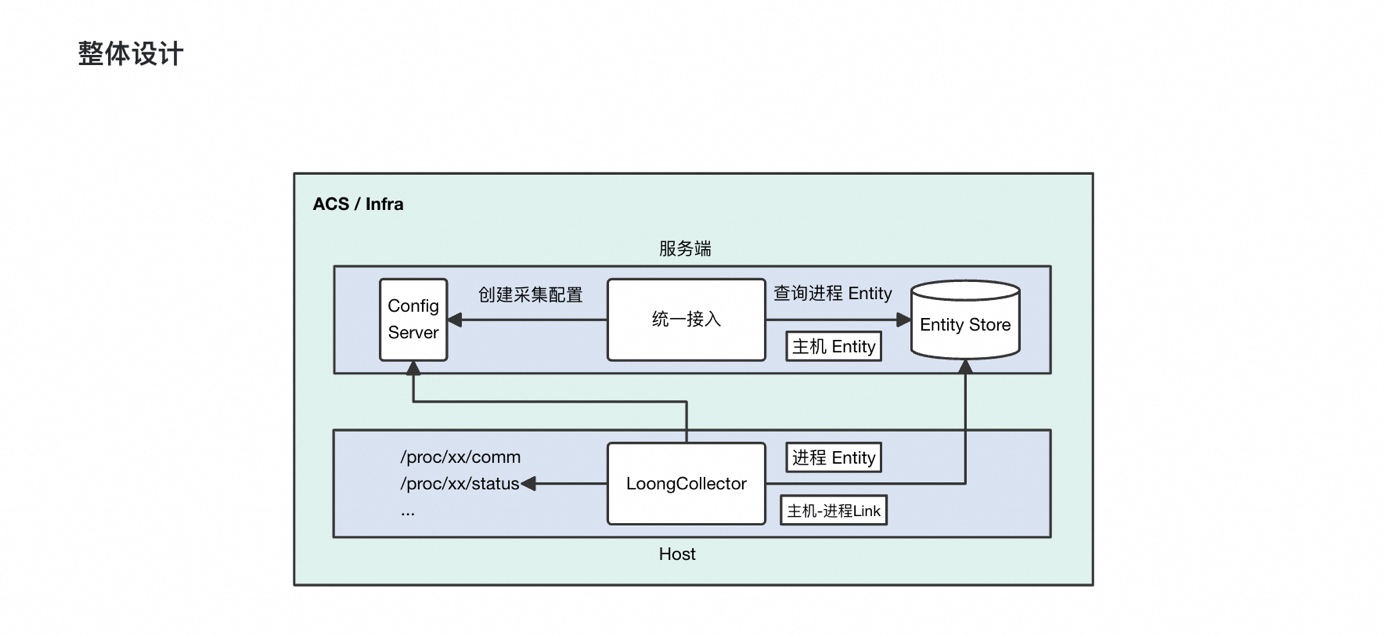 整体设计
ACS / Infra
服务端
Config
Server
创建采集配置
统一接入
查询进程 Entity
主机 Entity
Entity Store
/proc/xx/comm
/proc/xx/status
...
LoongCollector
进程 Entity
主机-进程Link
Host